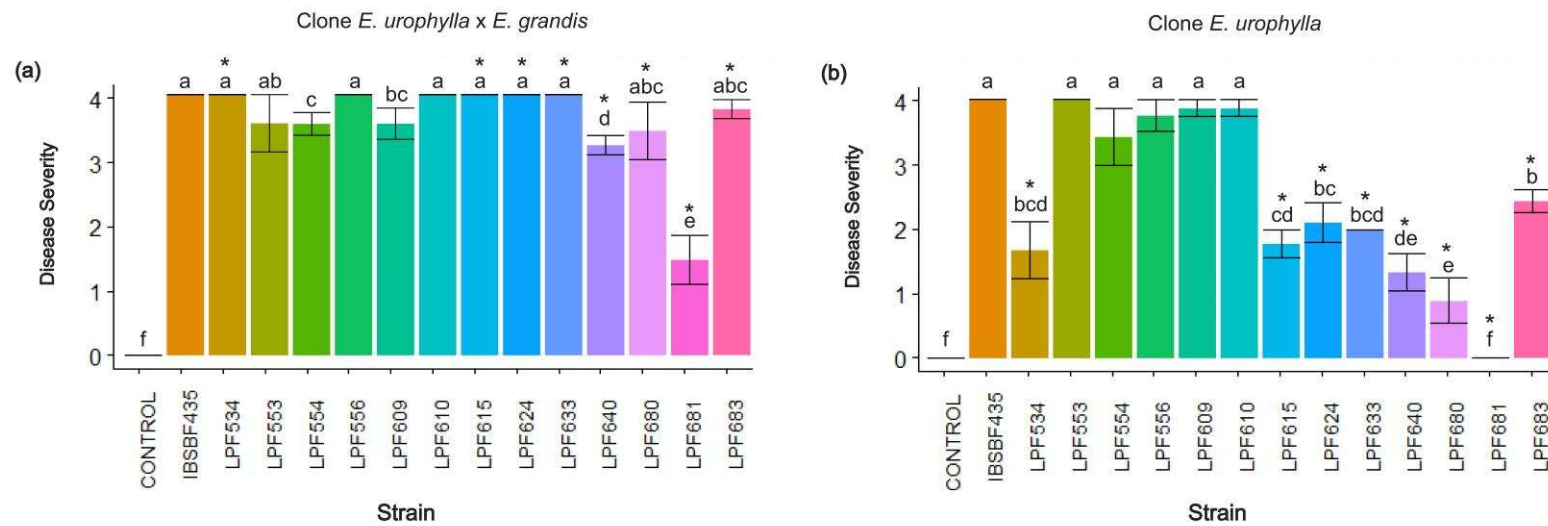 Clone E. urophylla x E. grandis
(a)
* * * * * *
a a ab c a bc a a a a d abc e abc
* *
f
4
3
2
1
0
Disease Severity
CONTROL
IBSBF435
LPF534
LPF553
LPF554
LPF556
LPF609
LPF610
LPF615
LPF624
LPF633
LPF640
LPF680
LPF681
LPF683
Strain
Clone E. urophylla
(b)
a a a a a a
* * * * * * * *
bcd cd bc bcd de e f b
f
4
3
2
1
0
Disease Severity
CONTROL
IBSBF435
LPF534
LPF553
LPF554
LPF556
LPF609
LPF610
LPF615
LPF624
LPF633
LPF640
LPF680
LPF681
LPF683
Strain